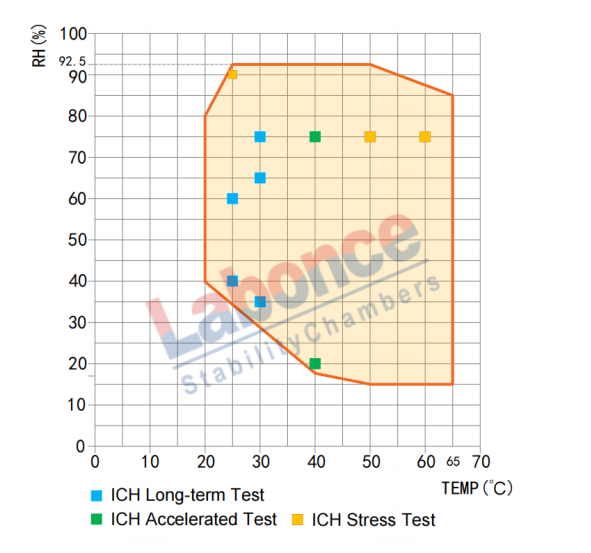 RH(%)
100
92.5
90
80
70
60
50
40
30
20
10
0
Labonce
StabilityChambers
0 10 20 30 40 50 60 65 70
TEMP(℃)
ICH Long-term Test
ICH Accelerated Test ICH Stress Test